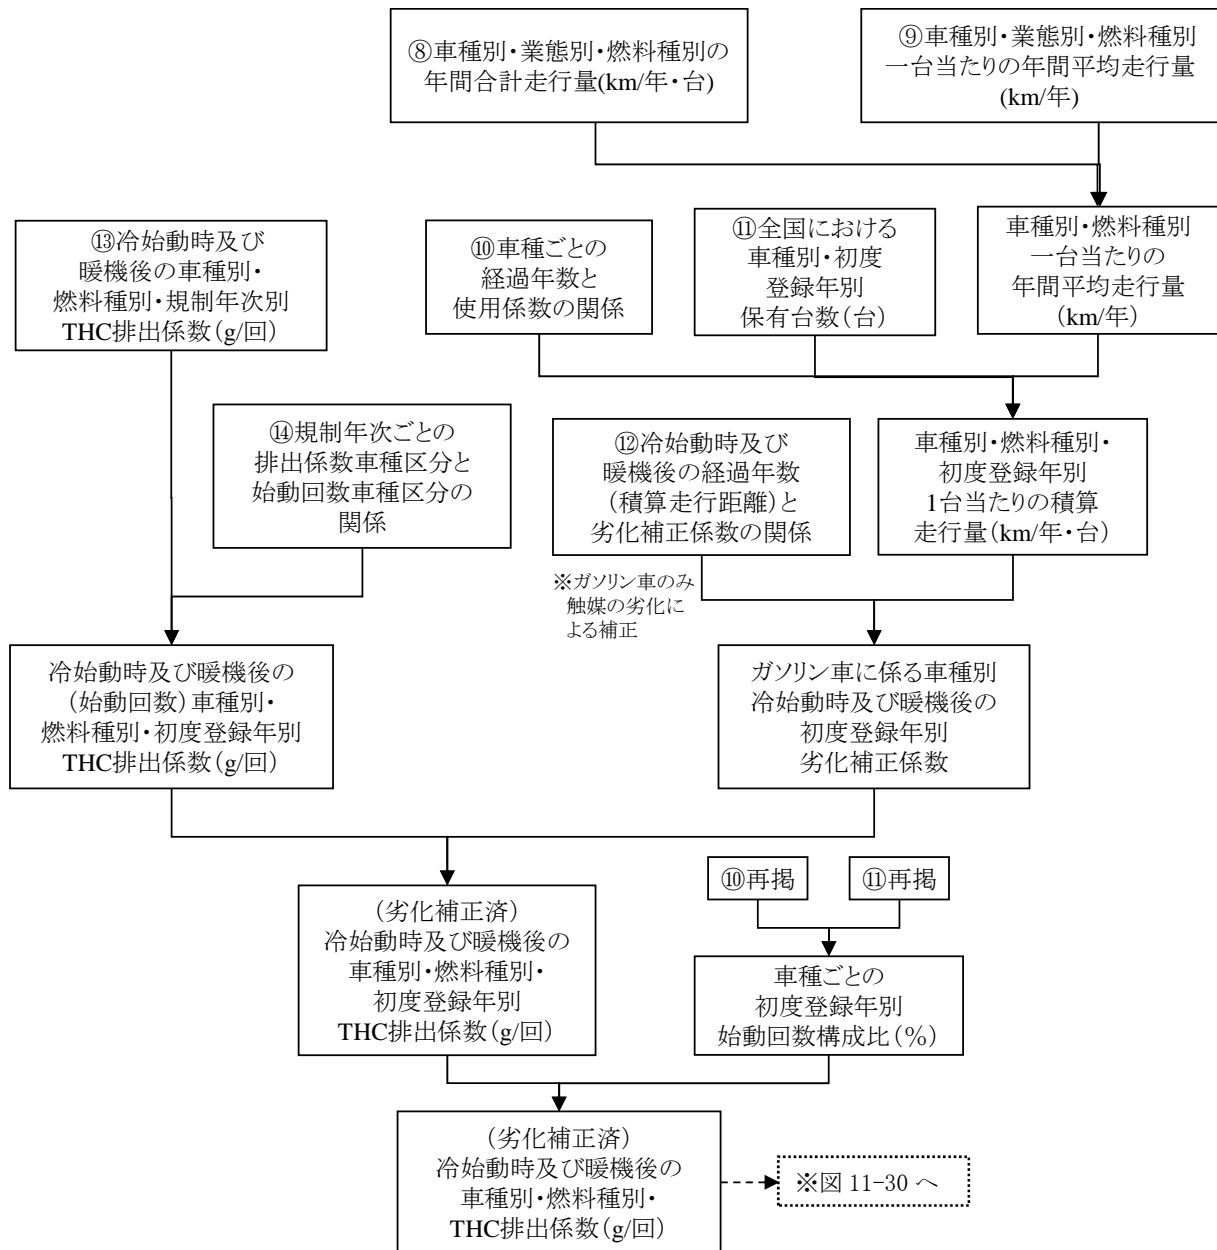 ⑧車種別・業態別・燃料種別の
年間合計走行量(km/年・台)
⑨車種別・業態別・燃料種別
一台当たりの年間平均走行量
(km/年)
⑬冷始動時及び
暖機後の車種別・
燃料種別・規制年次別
THC排出係数(g/回)
⑩車種ごとの
経過年数と
使用係数の関係
⑪全国における
車種別・初度
登録年別
保有台数(台)
車種別・燃料種別
一台当たりの
年間平均走行量
(km/年)
⑭規制年次ごとの
排出係数車種区分と
始動回数車種区分の
関係
⑫冷始動時及び
暖機後の経過年数
(積算走行距離)と
劣化補正係数の関係
車種別・燃料種別・
初度登録年別
1台当たりの積算
走行量(km/年・台)
※ガソリン車のみ
触媒の劣化に
よる補正
冷始動時及び暖機後の
(始動回数)車種別・
燃料種別・初度登録年別
THC排出係数(g/回)
ガソリン車に係る車種別
冷始動時及び暖機後の
初度登録年別
劣化補正係数
⑩再掲
⑪再掲
(劣化補正済)
冷始動時及び暖機後の
車種別・燃料種別・
初度登録年別
THC排出係数(g/回)
車種ごとの
初度登録年別
始動回数構成比(%)
(劣化補正済)
冷始動時及び暖機後の
車種別・燃料種別・
THC排出係数(g/回)
※図 11-30 へ